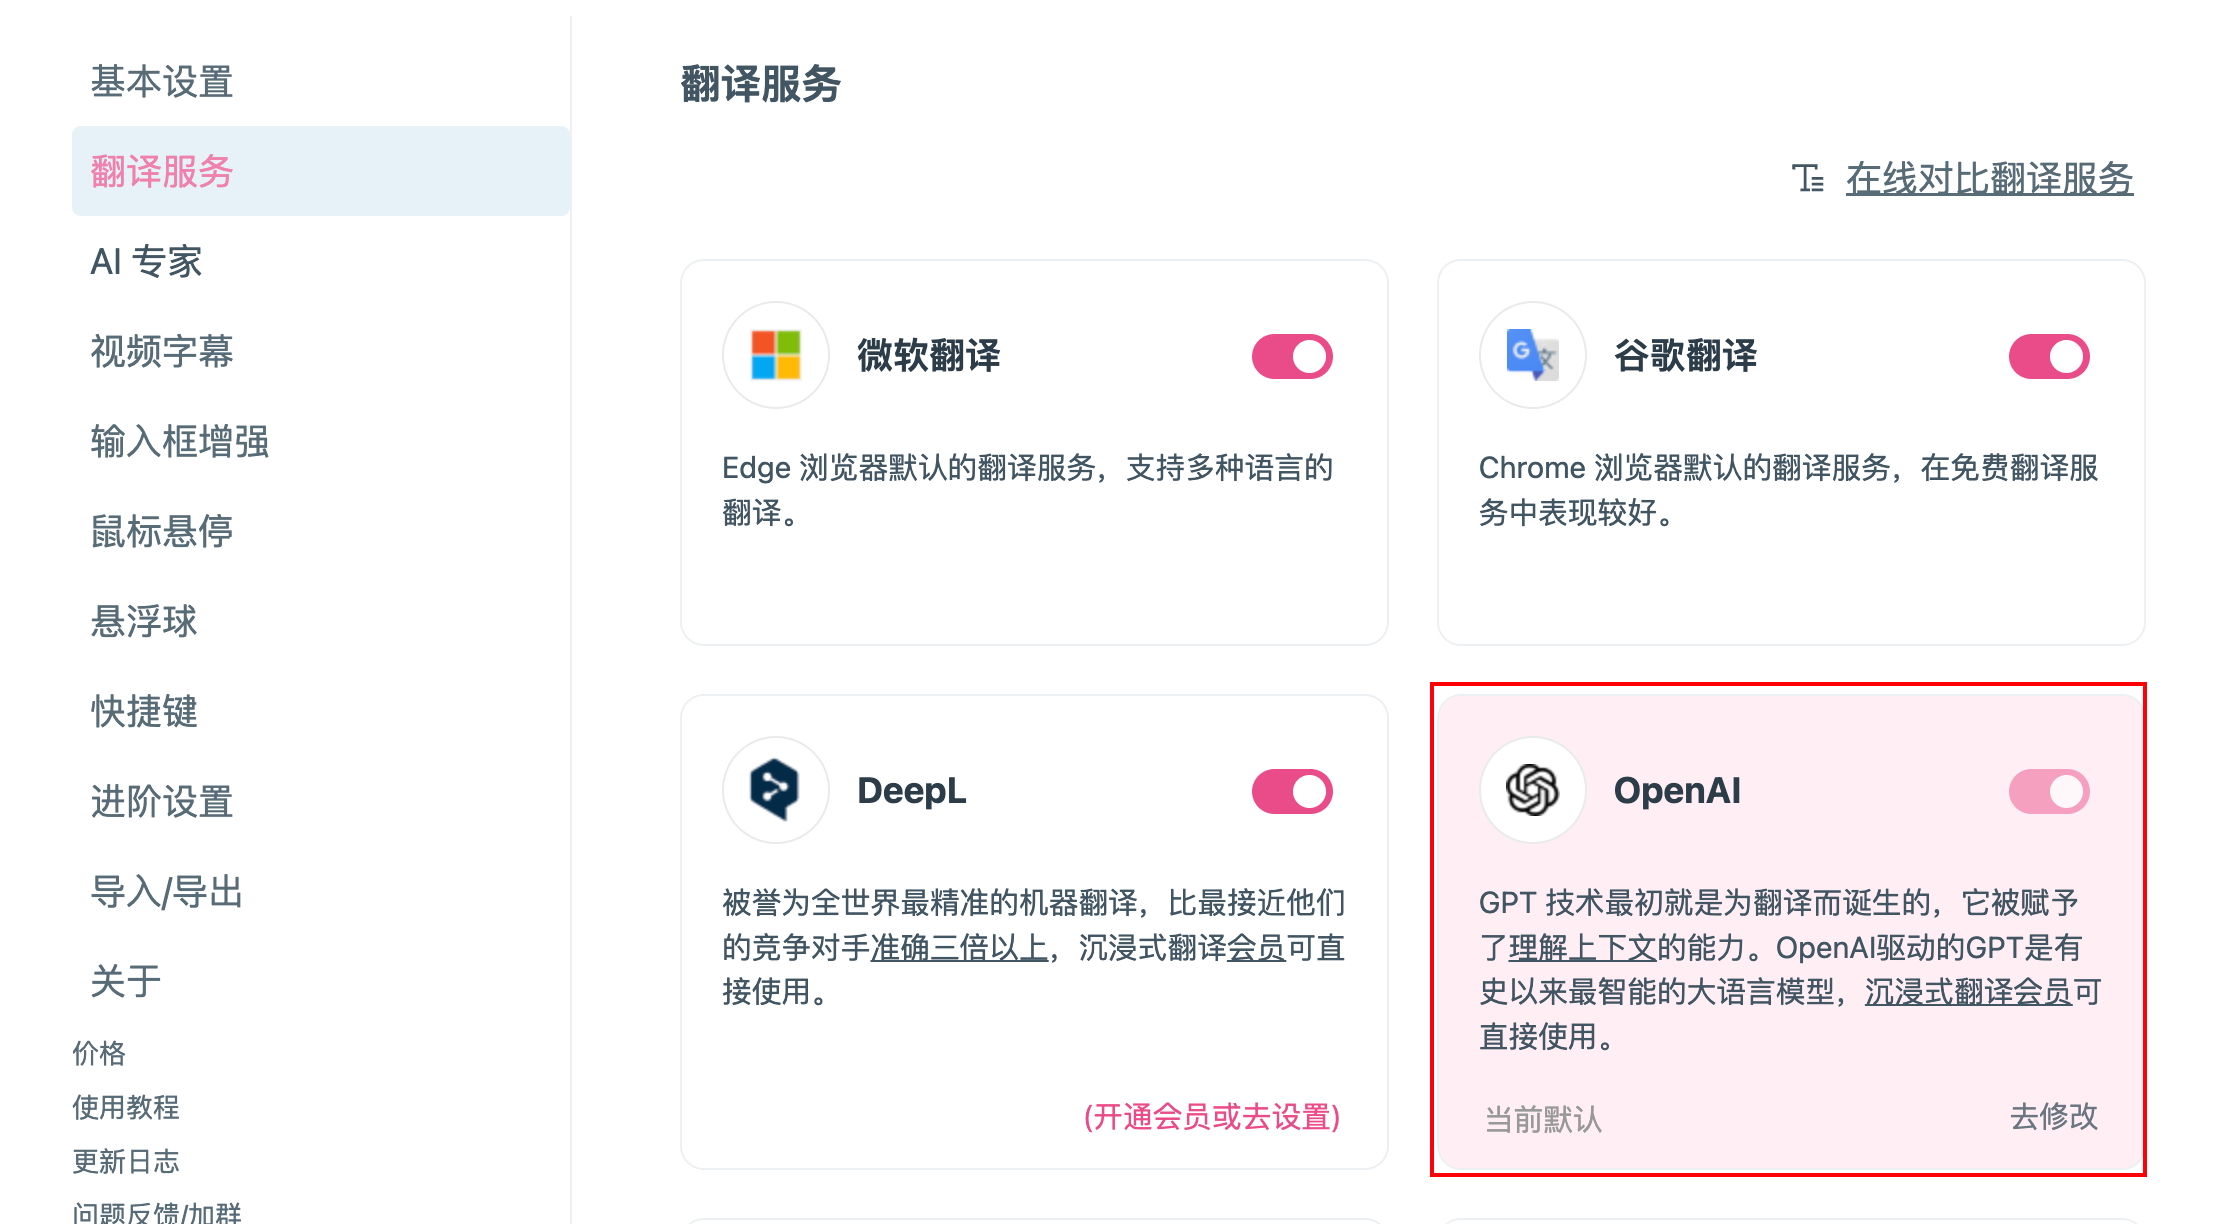 基本设置
翻译服务
AI 专家
视频字幕
输入框增强
鼠标悬停
悬浮球
快捷键
进阶设置
导入/导出
关于
价格
使用教程
更新日志
问题反馈/加群
翻译服务
在线对比翻译服务
微软翻译
Edge 浏览器默认的翻译服务，支持多种语言的
翻译。
谷歌翻译
Chrome 浏览器默认的翻译服务，在免费翻译服
务中表现较好。
DeepL
被誉为全世界最精准的机器翻译，比最接近他们
的竞争对手准确三倍以上，沉浸式翻译会员可直
接使用。
(开通会员或去设置)
OpenAI
GPT 技术最初就是为翻译而诞生的，它被赋予
了理解上下文的能力。OpenAI驱动的GPT是有
史以来最智能的大语言模型，沉浸式翻译会员可
直接使用。
当前默认
去修改